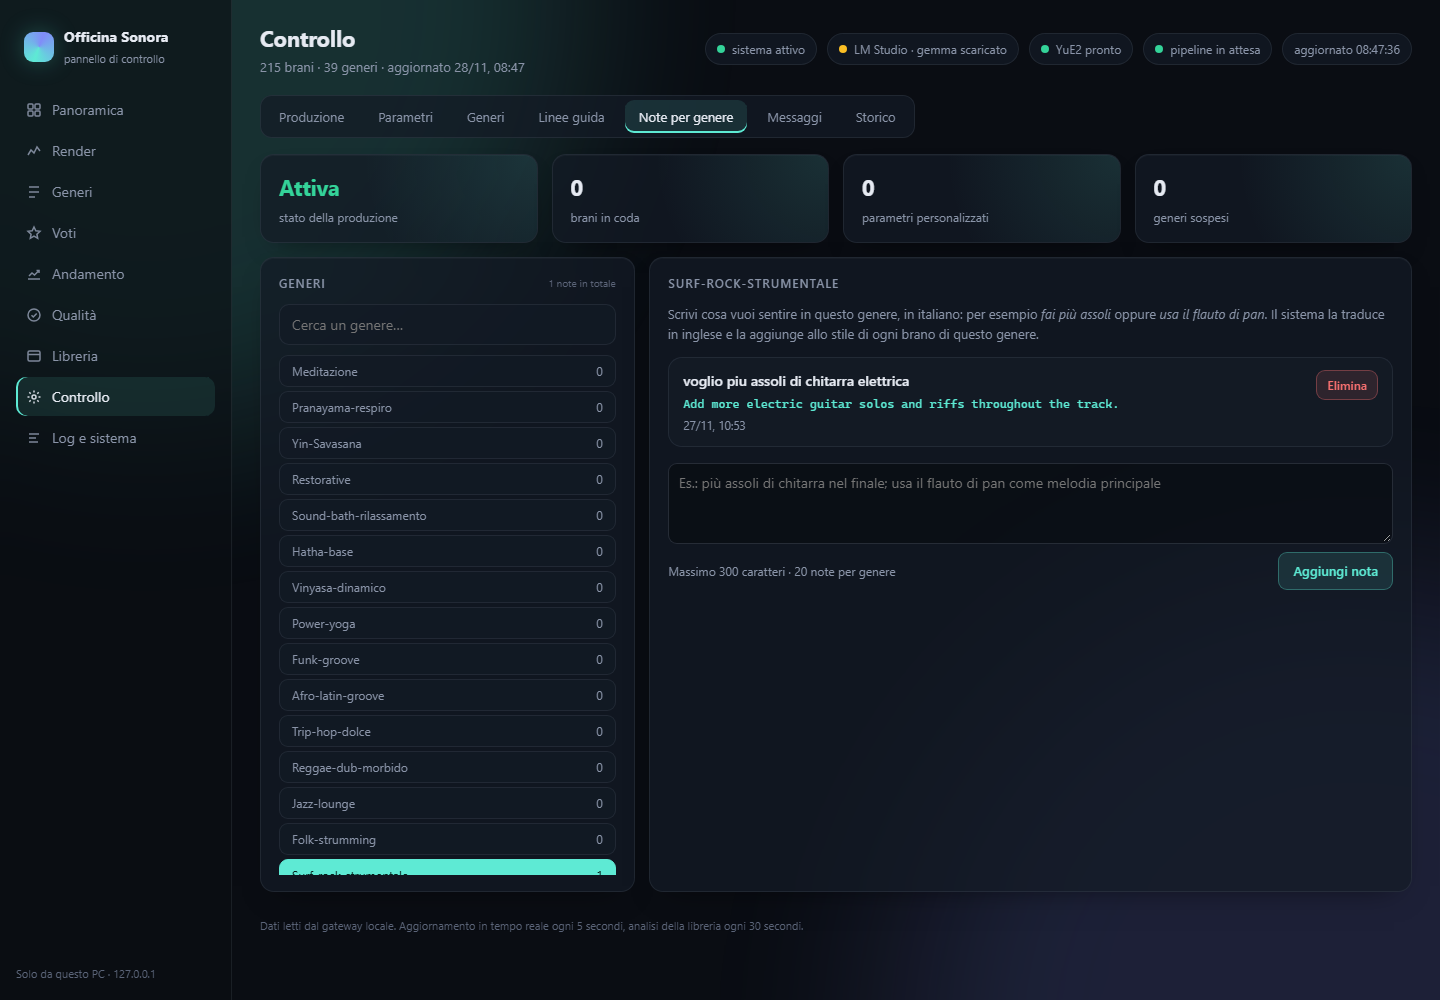 Officina Sonora
pannello di controllo
Panoramica
Render
Generi
Voti
Andamento
Qualità
Libreria
Controllo
Log e sistema
Solo da questo PC · 127.0.0.1
Controllo
215 brani · 39 generi · aggiornato 28/11, 08:47
sistema attivo
LM Studio · gemma scaricato
YuE2 pronto
pipeline in attesa
aggiornato 08:47:36
Produzione
Parametri
Generi
Linee guida
Note per genere
Messaggi
Storico
Attiva
stato della produzione
0
brani in coda
0
parametri personalizzati
0
generi sospesi
GENERI
1 note in totale
Cerca un genere...
Meditazione 0
Pranayama-respiro 0
Yin-Savasana 0
Restorative 0
Sound-bath-rilassamento 0
Hatha-base 0
Vinyasa-dinamico 0
Power-yoga 0
Funk-groove 0
Afro-latin-groove 0
Trip-hop-dolce 0
Reggae-dub-morbido 0
Jazz-lounge 0
Folk-strumming 0
Surf-rock-strumentale 1
SURF-ROCK-STRUMENTALE
Scrivi cosa vuoi sentire in questo genere, in italiano: per esempio fai più assoli oppure usa il flauto di pan. Il sistema la traduce
in inglese e la aggiunge allo stile di ogni brano di questo genere.
voglio piu assoli di chitarra elettrica
Add more electric guitar solos and riffs throughout the track.
27/11, 10:53
Elimina
Es.: più assoli di chitarra nel finale; usa il flauto di pan come melodia principale
Massimo 300 caratteri · 20 note per genere
Aggiungi nota
Dati letti dal gateway locale. Aggiornamento in tempo reale ogni 5 secondi, analisi della libreria ogni 30 secondi.